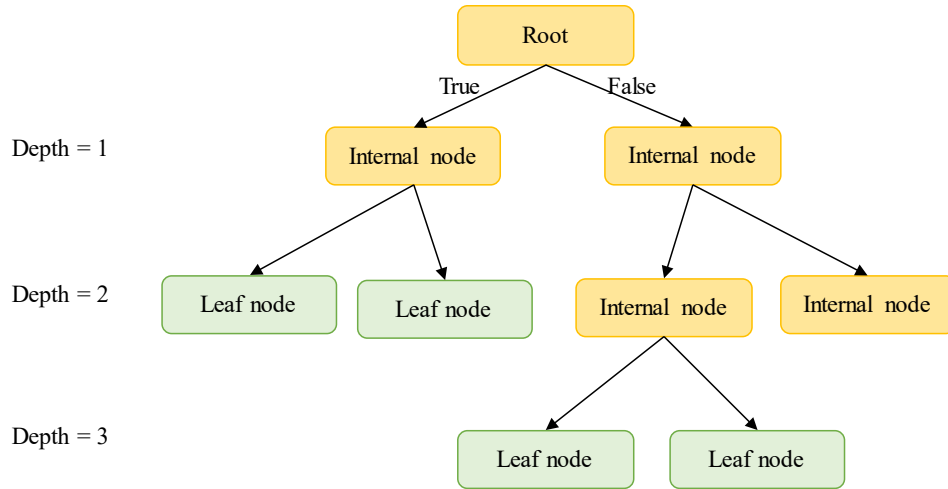 Root
True
False
Depth = 1
Internal node
Internal node
Depth = 2
Leaf node
Leaf node
Internal node
Internal node
Depth = 3
Leaf node
Leaf node